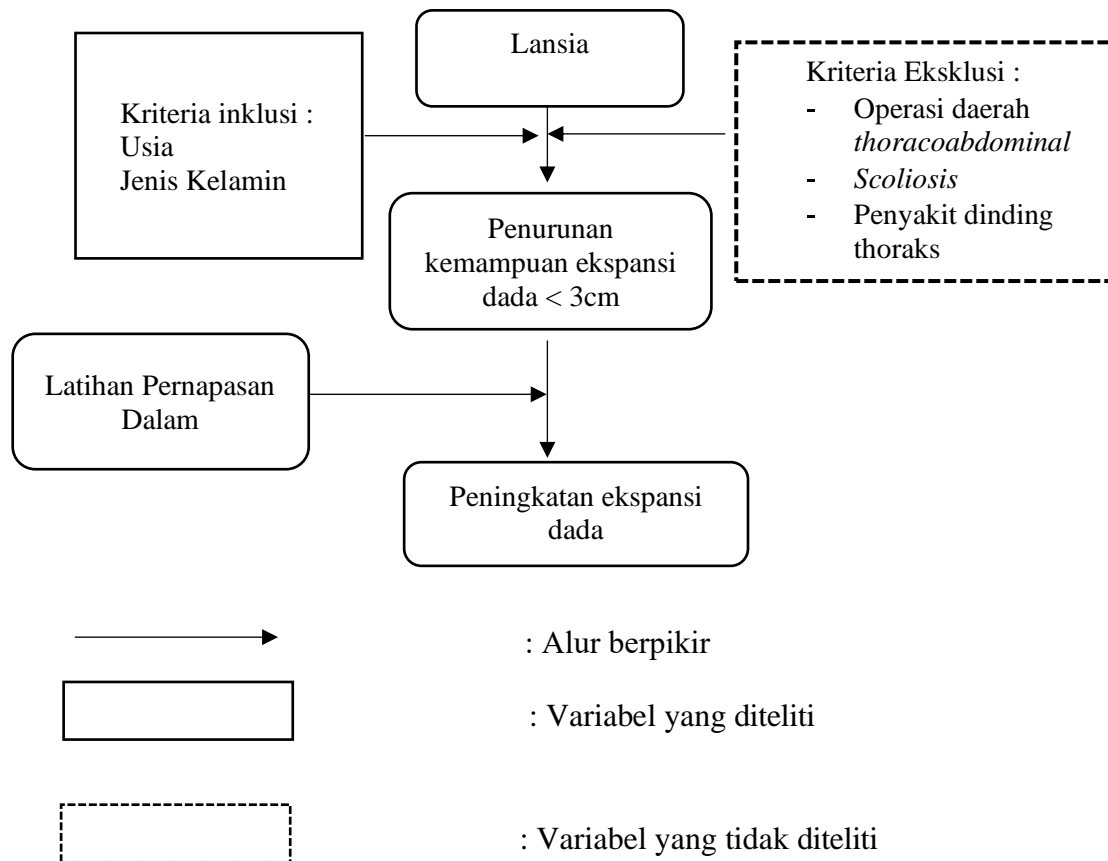 Lansia
Kriteria inklusi :
Usia
Jenis Kelamin
Kriteria Eksklusi :
- Operasi daerah
thoracoabdominal
- Scoliosis
- Penyakit dinding
thoraks
Penurunan
kemampuan ekspansi
dada < 3cm
Latihan Pernapasan
Dalam
Peningkatan ekspansi
dada
: Alur berpikir
: Variabel yang diteliti
: Variabel yang tidak diteliti